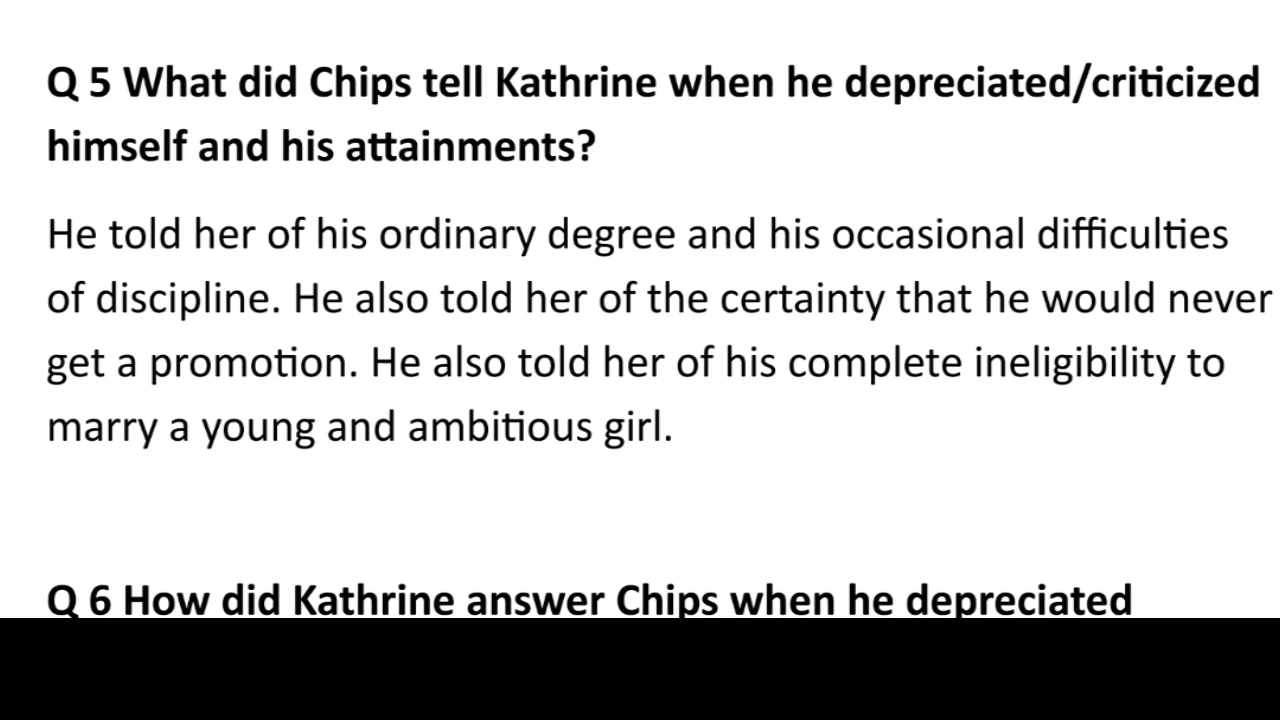 Q 5 What did Chips tell Kathrine when he depreciated/criticized
himself and his attainments?
He told her of his ordinary degree and his occasional difficulties
of discipline. He also told her of the certainty that he would never
get a promotion. He also told her of his complete ineligibility to
marry a young and ambitious girl.
Q 6 How did Kathrine answer Chips when he depreciated